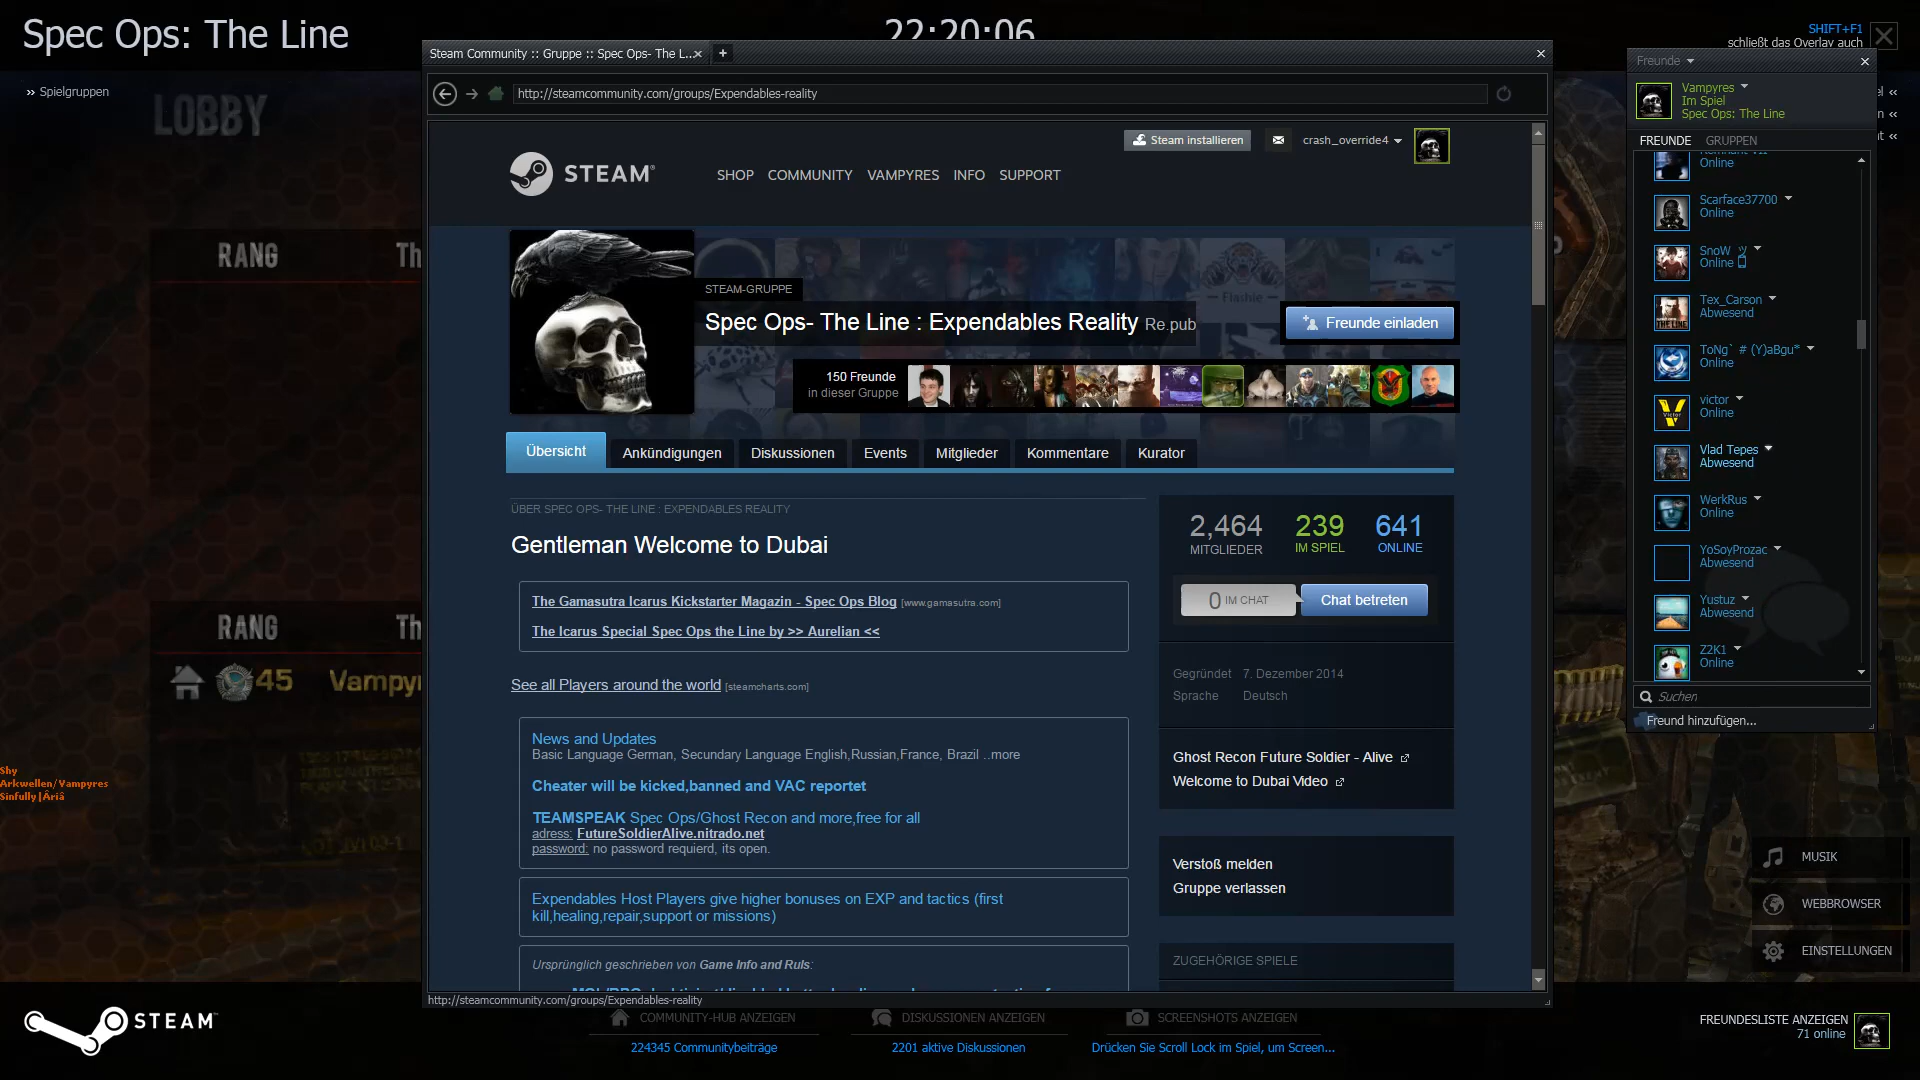 Spec Ops: The Line
22:20:06
SHIFT+F1
schließt das Overlay auch
›› Spielgruppen
LOBBY
RANG
Th
RANG
Th
45 Vampyr
Shy
Arkwellen/Vampyres
Sinfully|Âriâ
Steam Community :: Gruppe :: Spec Ops- The L...
http://steamcommunity.com/groups/Expendables-reality
Steam installieren
crash_override4
STEAM
SHOP COMMUNITY VAMPYRES INFO SUPPORT
STEAM-GRUPPE
Spec Ops- The Line : Expendables Reality Re.pub
Freunde einladen
Flashie
150 Freunde
in dieser Gruppe
Übersicht Ankündigungen Diskussionen Events Mitglieder Kommentare Kurator
ÜBER SPEC OPS- THE LINE : EXPENDABLES REALITY
Gentleman Welcome to Dubai
The Gamasutra Icarus Kickstarter Magazin - Spec Ops Blog [www.gamasutra.com]
The Icarus Special Spec Ops the Line by >> Aurelian <<
See all Players around the world [steamcharts.com]
News and Updates
Basic Language German, Secundary Language English,Russian,France, Brazil ..more
Cheater will be kicked,banned and VAC reportet
TEAMSPEAK Spec Ops/Ghost Recon and more,free for all
adress: FutureSoldierAlive.nitrado.net
password: no password requierd, its open.
Expendables Host Players give higher bonuses on EXP and tactics (first
kill,healing,repair,support or missions)
Ursprünglich geschrieben von Game Info and Ruls:
2,464 239 641
MITGLIEDER IM SPIEL ONLINE
0 IM CHAT
Chat betreten
Gegründet 7. Dezember 2014
Sprache Deutsch
Ghost Recon Future Soldier - Alive
Welcome to Dubai Video
Verstoß melden
Gruppe verlassen
ZUGEHÖRIGE SPIELE
http://steamcommunity.com/groups/Expendables-reality
Freunde
Vampyres
Im Spiel
Spec Ops: The Line
FREUNDE GRUPPEN
Online
Scarface37700
Online
SnoW ツ
Online
Tex_Carson
Abwesend
ToNg` # (Y)aBgu*
Online
victor
Online
Vlad Tepes
Abwesend
WerkRus
Online
YoSoyProzac
Abwesend
Yustuz
Abwesend
Z2K1
Online
Suchen
Freund hinzufügen...
MUSIK
WEBBROWSER
EINSTELLUNGEN
STEAM
COMMUNITY-HUB ANZEIGEN
224345 Communitybeiträge
DISKUSSIONEN ANZEIGEN
2201 aktive Diskussionen
SCREENSHOTS ANZEIGEN
Drücken Sie Scroll Lock im Spiel, um Screen...
FREUNDESLISTE ANZEIGEN
71 online